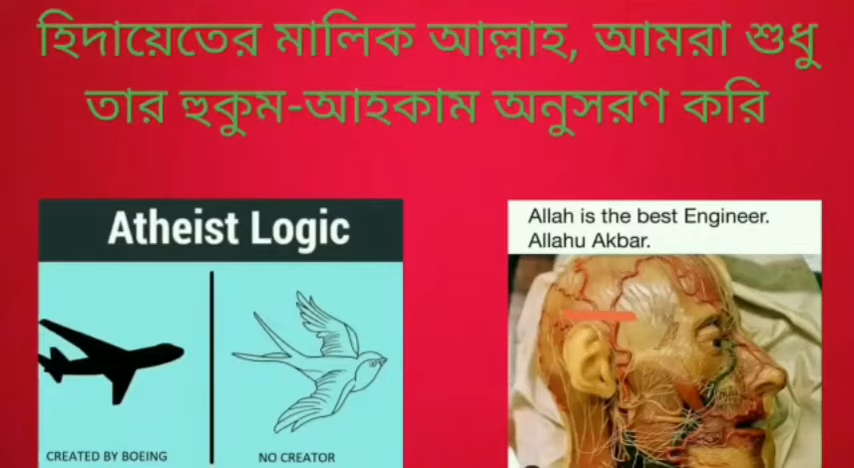 হিদায়েতের মালিক আল্লাহ, আমরা শুধু
তার হুকুম-আহকাম অনুসরণ করি
Atheist Logic
CREATED BY BOEING
NO CREATOR
Allah is the best Engineer.
Allahu Akbar.